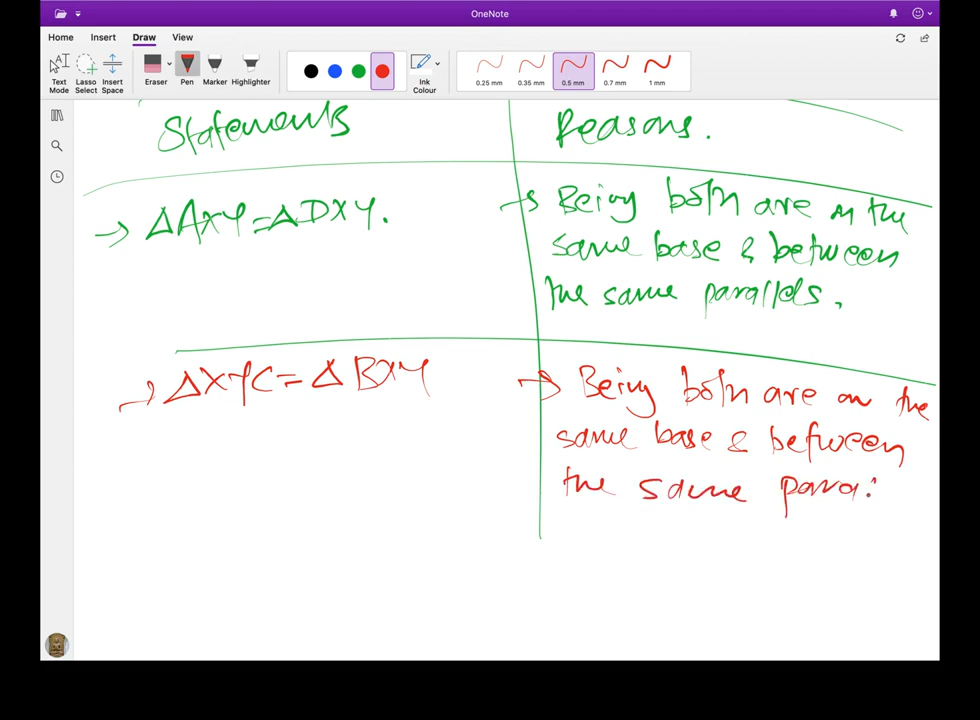 OneNote
Home Insert Draw View
Text Mode
Lasso Select
Insert Space
Eraser
Pen
Marker
Highlighter
Ink Colour
0.25 mm
0.35 mm
0.5 mm
0.7 mm
1 mm
Statements
Reasons.
→ ΔAXY=ΔDXY.
→ Being both are on the
same base & between
the same parallels.
→ ΔXYC=ΔBXY
→ Being both are on the
same base & between
the same para: